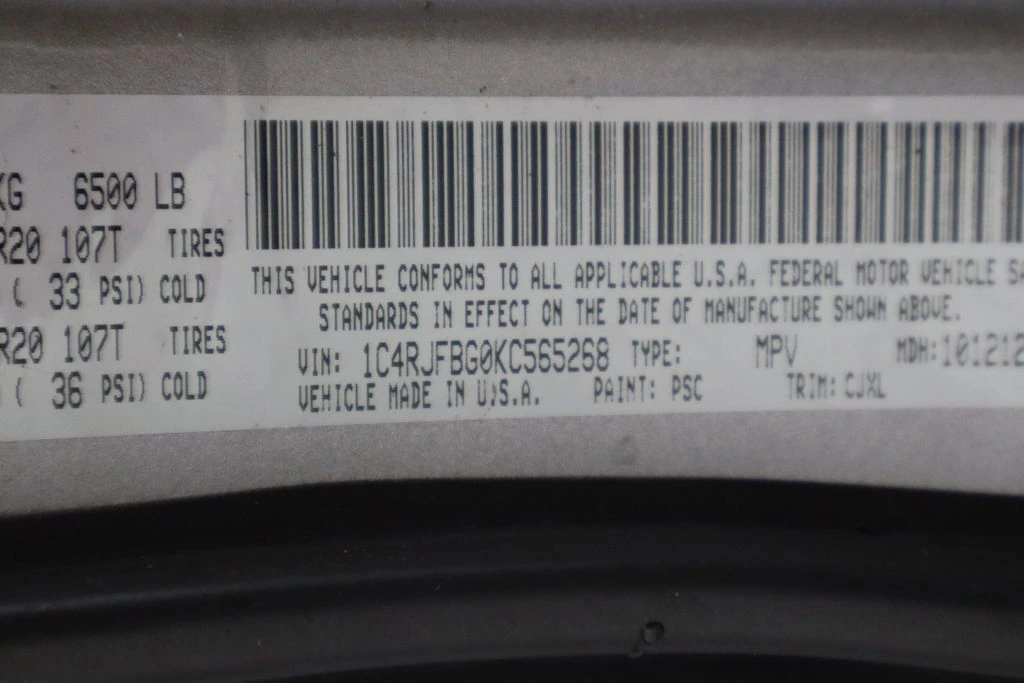 KG 6500 LB
R20 107T TIRES
( 33 PSI) COLD
R20 107T TIRES
( 36 PSI) COLD
THIS VEHICLE CONFORMS TO ALL APPLICABLE U.S.A. FEDERAL MOTOR VEHICLE SA
STANDARDS IN EFFECT ON THE DATE OF MANUFACTURE SHOWN ABOVE.
VIN: 1C4RJFBG0KC565268 TYPE: MPV MDH: 101212
VEHICLE MADE IN U.S.A. PAINT: PSC TRIM: CJXL